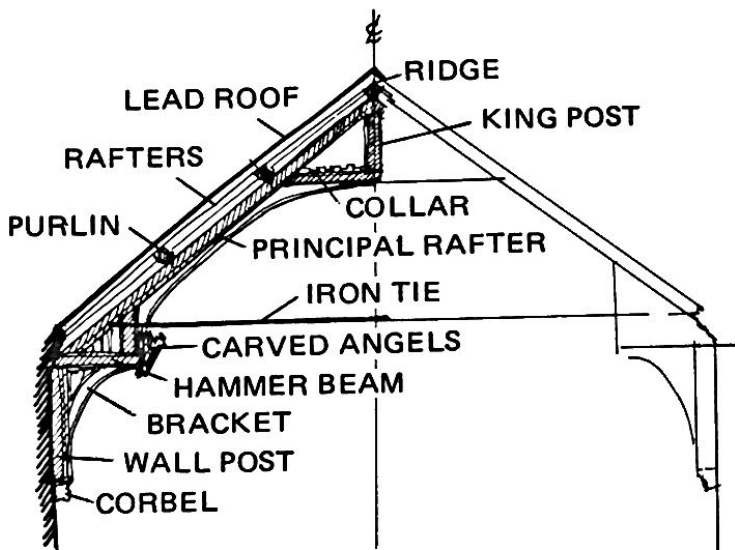 ℄
RIDGE
LEAD ROOF
KING POST
RAFTERS
COLLAR
PURLIN
PRINCIPAL RAFTER
IRON TIE
CARVED ANGELS
HAMMER BEAM
BRACKET
WALL POST
CORBEL